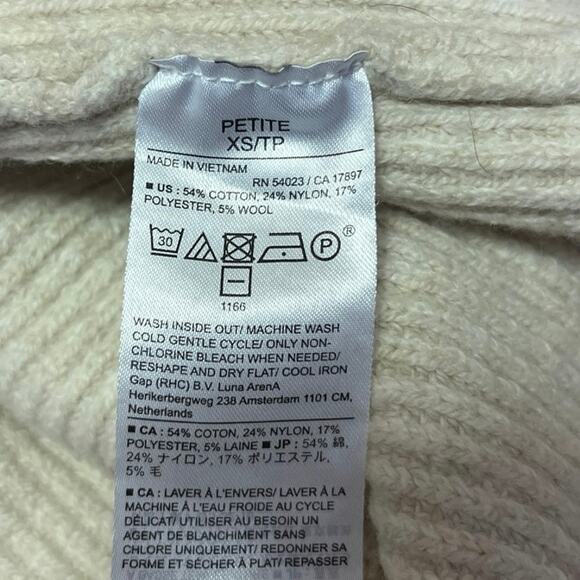 PETITE
XS/TP
MADE IN VIETNAM
RN 54023 / CA 17897
■ US : 54% COTTON, 24% NYLON, 17%
POLYESTER, 5% WOOL
30 P ®
1166
WASH INSIDE OUT/ MACHINE WASH
COLD GENTLE CYCLE/ ONLY NON-
CHLORINE BLEACH WHEN NEEDED/
RESHAPE AND DRY FLAT/ COOL IRON
Gap (RHC) B.V. Luna ArenA
Herikerbergweg 238 Amsterdam 1101 CM,
Netherlands
■ CA : 54% COTON, 24% NYLON, 17%
POLYESTER, 5% LAINE ■ JP : 54% 綿,
24% ナイロン, 17% ポリエステル,
5% 毛
■ CA : LAVER À L'ENVERS/ LAVER À LA
MACHINE À L'EAU FROIDE AU CYCLE
DÉLICAT/ UTILISER AU BESOIN UN
AGENT DE BLANCHIMENT SANS
CHLORE UNIQUEMENT/ REDONNER SA
FORME ET SÉCHER À PLAT/ REPASSER